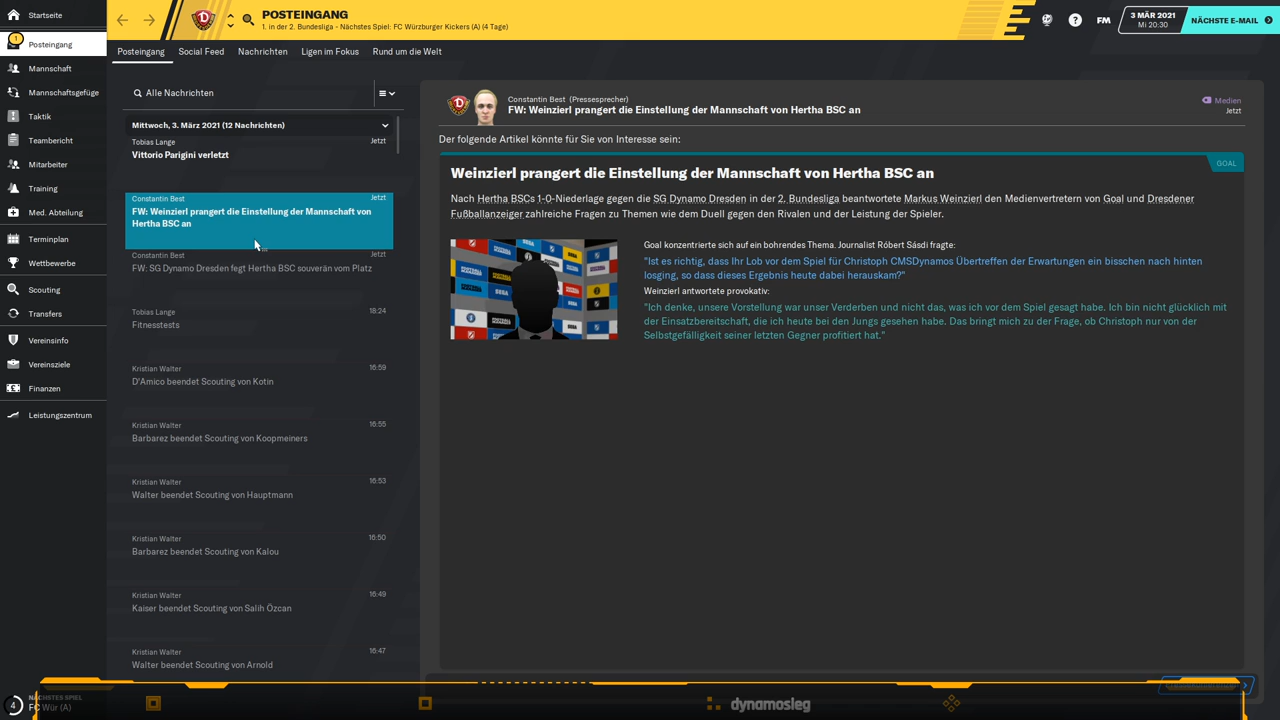 Startseite
1
Posteingang
Mannschaft
Mannschaftsgefüge
Taktik
Teambericht
Mitarbeiter
Training
Med. Abteilung
Terminplan
Wettbewerbe
Scouting
Transfers
Vereinsinfo
Vereinsziele
Finanzen
Leistungszentrum
4
NÄCHSTES SPIEL
FC Wür (A)
POSTEINGANG
1. in der 2. Bundesliga - Nächstes Spiel: FC Würzburger Kickers (A) (4 Tage)
?
FM
3 MÄR 2021
Mi 20:30
NÄCHSTE E-MAIL
Posteingang
Social Feed
Nachrichten
Ligen im Fokus
Rund um die Welt
Alle Nachrichten
Mittwoch, 3. März 2021 (12 Nachrichten)
Tobias Lange
Jetzt
Vittorio Parigini verletzt
Constantin Best
Jetzt
FW: Weinzierl prangert die Einstellung der Mannschaft von
Hertha BSC an
Constantin Best
Jetzt
FW: SG Dynamo Dresden fegt Hertha BSC souverän vom Platz
Tobias Lange
18:24
Fitnesstests
Kristian Walter
16:59
D'Amico beendet Scouting von Kotin
Kristian Walter
16:55
Barbarez beendet Scouting von Koopmeiners
Kristian Walter
16:53
Walter beendet Scouting von Hauptmann
Kristian Walter
16:50
Barbarez beendet Scouting von Kalou
Kristian Walter
16:49
Kaiser beendet Scouting von Salih Özcan
Kristian Walter
16:47
Walter beendet Scouting von Arnold
Constantin Best (Pressesprecher)
FW: Weinzierl prangert die Einstellung der Mannschaft von Hertha BSC an
Medien
Jetzt
Der folgende Artikel könnte für Sie von Interesse sein:
GOAL
Weinzierl prangert die Einstellung der Mannschaft von Hertha BSC an
Nach Hertha BSCs 1-0-Niederlage gegen die SG Dynamo Dresden in der 2. Bundesliga beantwortete Markus Weinzierl den Medienvertretern von Goal und Dresdener
Fußballanzeiger zahlreiche Fragen zu Themen wie dem Duell gegen den Rivalen und der Leistung der Spieler.
Goal konzentrierte sich auf ein bohrendes Thema. Journalist Róbert Sásdi fragte:
"Ist es richtig, dass Ihr Lob vor dem Spiel gesagt Christoph CMSDynamos Übertreffen der Erwartungen ein bisschen nach hinten
losging, so dass dieses Ergebnis heute dabei herauskam?"
Weinzierl antwortete provokativ:
"Ich denke, unsere Vorstellung war unser Verderben und nicht das, was ich vor dem Spiel gesagt habe. Ich bin nicht glücklich mit
der Einsatzbereitschaft, die ich heute bei den Jungs gesehen habe. Das bringt mich zu der Frage, ob Christoph nur von der
Selbstgefälligkeit seiner letzten Gegner profitiert hat."
dynamosleg